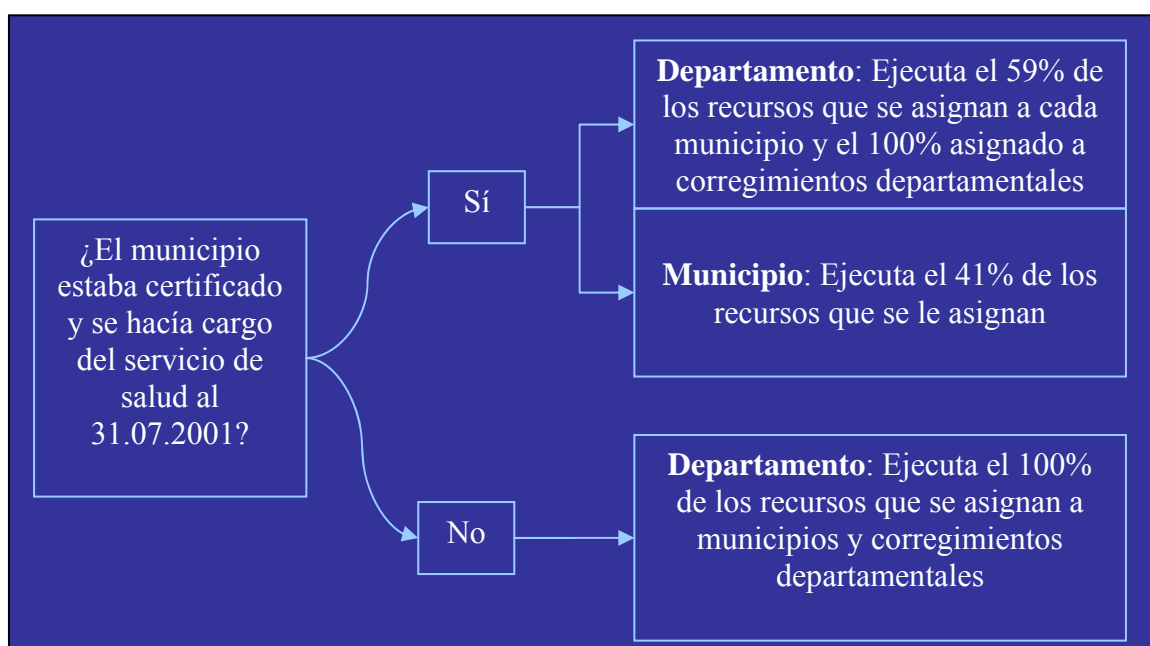 ¿El municipio
estaba certificado
y se hacía cargo
del servicio de
salud al
31.07.2001?
Sí
Departamento: Ejecuta el 59% de
los recursos que se asignan a cada
municipio y el 100% asignado a
corregimientos departamentales
Municipio: Ejecuta el 41% de los
recursos que se le asignan
No
Departamento: Ejecuta el 100%
de los recursos que se asignan a
municipios y corregimientos
departamentales